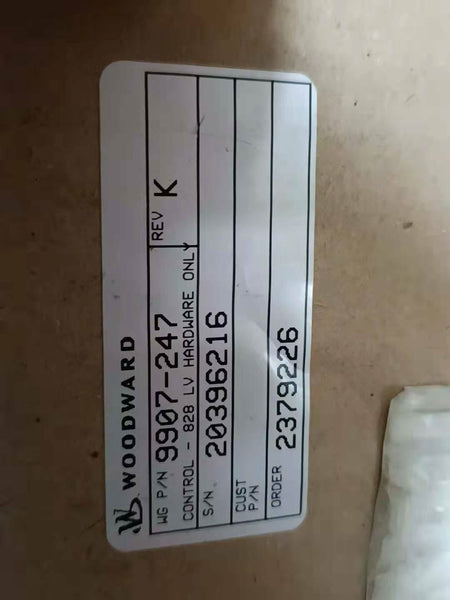 WOODWARD
WG P/N 9907-247 REV K
CONTROL - 828 LV HARDWARE ONLY
S/N 20396216
CUST
P/N
ORDER 2379226